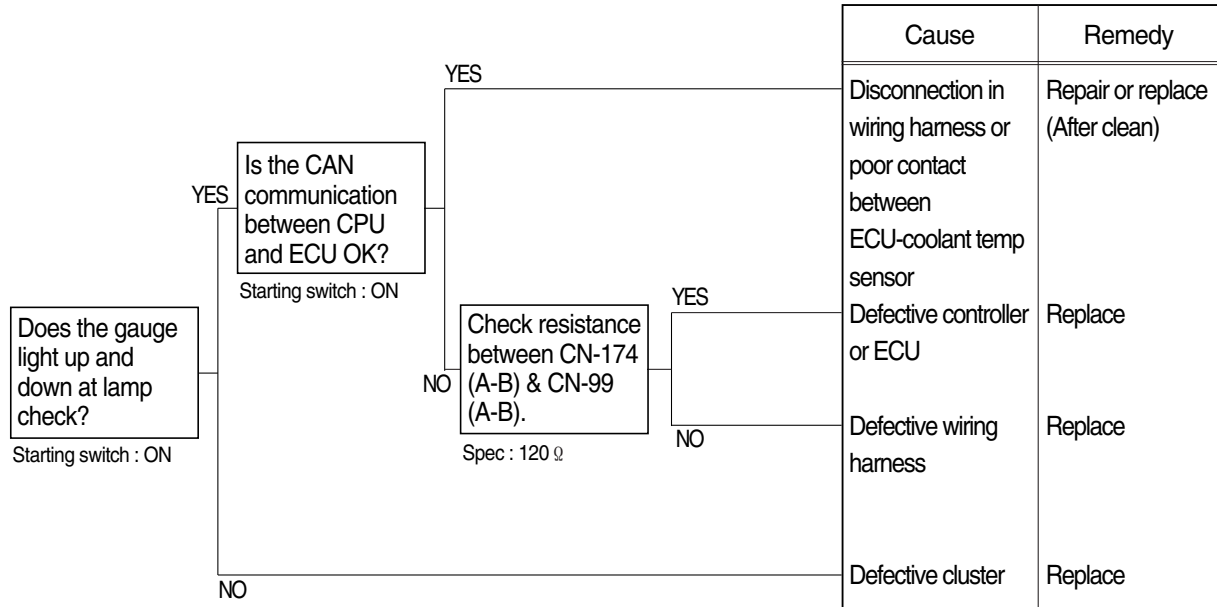 Cause
Remedy
YES
Disconnection in
wiring harness or
poor contact
between
ECU-coolant temp
sensor
Repair or replace
(After clean)
YES
Is the CAN
communication
between CPU
and ECU OK?
Starting switch : ON
Does the gauge
light up and
down at lamp
check?
Starting switch : ON
NO
Check resistance
between CN-174
(A-B) & CN-99
(A-B).
Spec : 120 Ω
YES
Defective controller
or ECU
Replace
NO
Defective wiring
harness
Replace
NO
Defective cluster
Replace